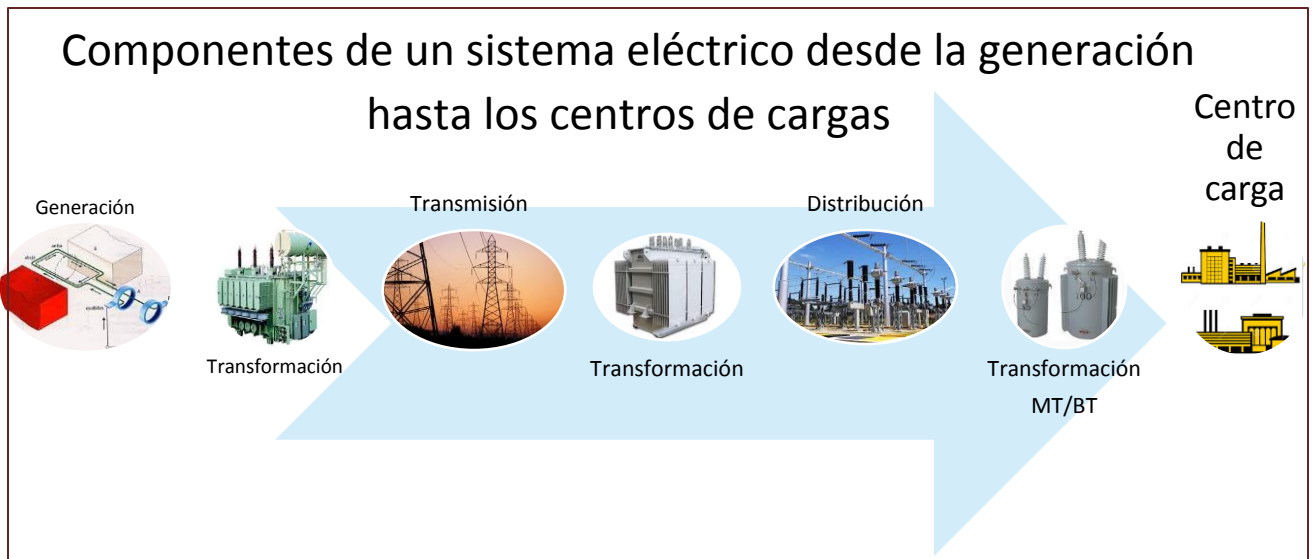 Componentes de un sistema eléctrico desde la generación
hasta los centros de cargas
Centro
de
carga
Generación
Transformación
Transmisión
Transformación
Distribución
Transformación
MT/BT